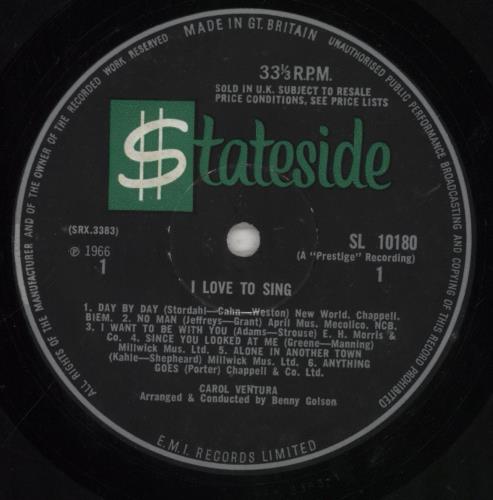 MADE IN GT. BRITAIN
UNAUTHORISED PUBLIC PERFORMANCE BROADCASTING AND COPYING OF THIS RECORD PROHIBITED
ALL RIGHTS OF THE MANUFACTURER AND OF THE OWNER OF THE RECORDED WORK RESERVED
33⅓ R.P.M.
SOLD IN U.K. SUBJECT TO RESALE
PRICE CONDITIONS, SEE PRICE LISTS
$tateside
(SRX.3383)
℗ 1966
1
SL 10180
(A "Prestige" Recording)
1
I LOVE TO SING
1. DAY BY DAY (Stordahl—Cahn—Weston) New World. Chappell.
BIEM. 2. NO MAN (Jeffreys—Grant) April Mus. Mecolico. NCB.
3. I WANT TO BE WITH YOU (Adams—Strouse) E. H. Morris &
Co. 4. SINCE YOU LOOKED AT ME (Greene—Manning)
Millwick Mus. Ltd. 5. ALONE IN ANOTHER TOWN
(Kahle—Shepheard) Millwick Mus. Ltd. 6. ANYTHING
GOES (Porter) Chappell & Co. Ltd.
CAROL VENTURA
Arranged & Conducted by Benny Golson
E.M.I. RECORDS LIMITED